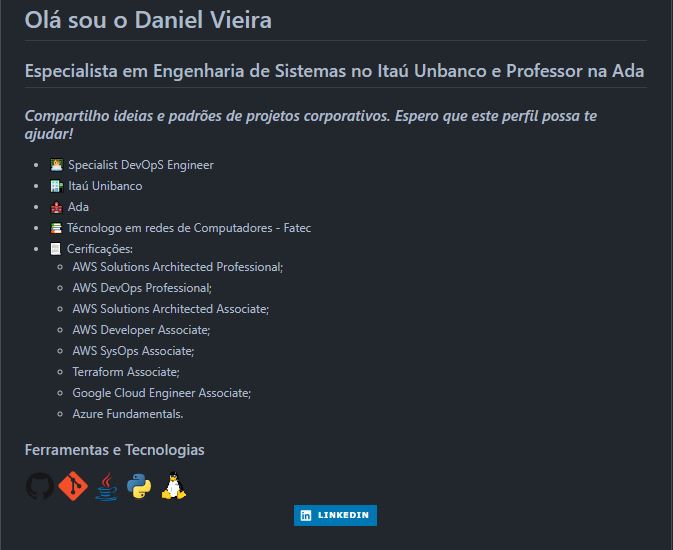 Olá sou o Daniel Vieira
Especialista em Engenharia de Sistemas no Itaú Unbanco e Professor na Ada
Compartilho ideias e padrões de projetos corporativos. Espero que este perfil possa te
ajudar!
Specialist DevOpS Engineer
Itaú Unibanco
Ada
Técnologo em redes de Computadores - Fatec
Cerificações:
AWS Solutions Architected Professional;
AWS DevOps Professional;
AWS Solutions Architected Associate;
AWS Developer Associate;
AWS SysOps Associate;
Terraform Associate;
Google Cloud Engineer Associate;
Azure Fundamentals.
Ferramentas e Tecnologias
LINKEDIN